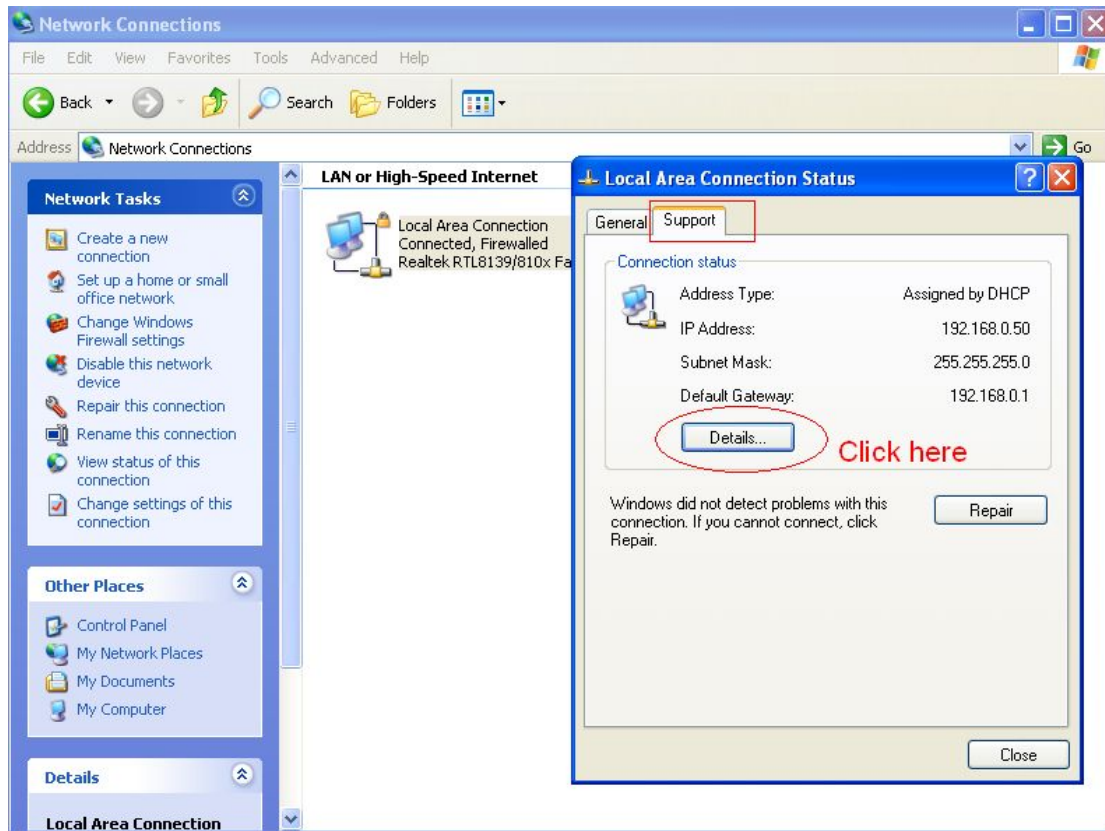 Network Connections
File Edit View Favorites Tools Advanced Help
Back Search Folders
Address Network Connections Go
Network Tasks
Create a new
connection
Set up a home or small
office network
Change Windows
Firewall settings
Disable this network
device
Repair this connection
Rename this connection
View status of this
connection
Change settings of this
connection
Other Places
Control Panel
My Network Places
My Documents
My Computer
Details
Local Area Connection
LAN or High-Speed Internet
Local Area Connection
Connected, Firewalled
Realtek RTL8139/810x Fa
Local Area Connection Status
General Support
Connection status
Address Type: Assigned by DHCP
IP Address: 192.168.0.50
Subnet Mask: 255.255.255.0
Default Gateway: 192.168.0.1
Details...
Click here
Windows did not detect problems with this
connection. If you cannot connect, click
Repair.
Repair
Close